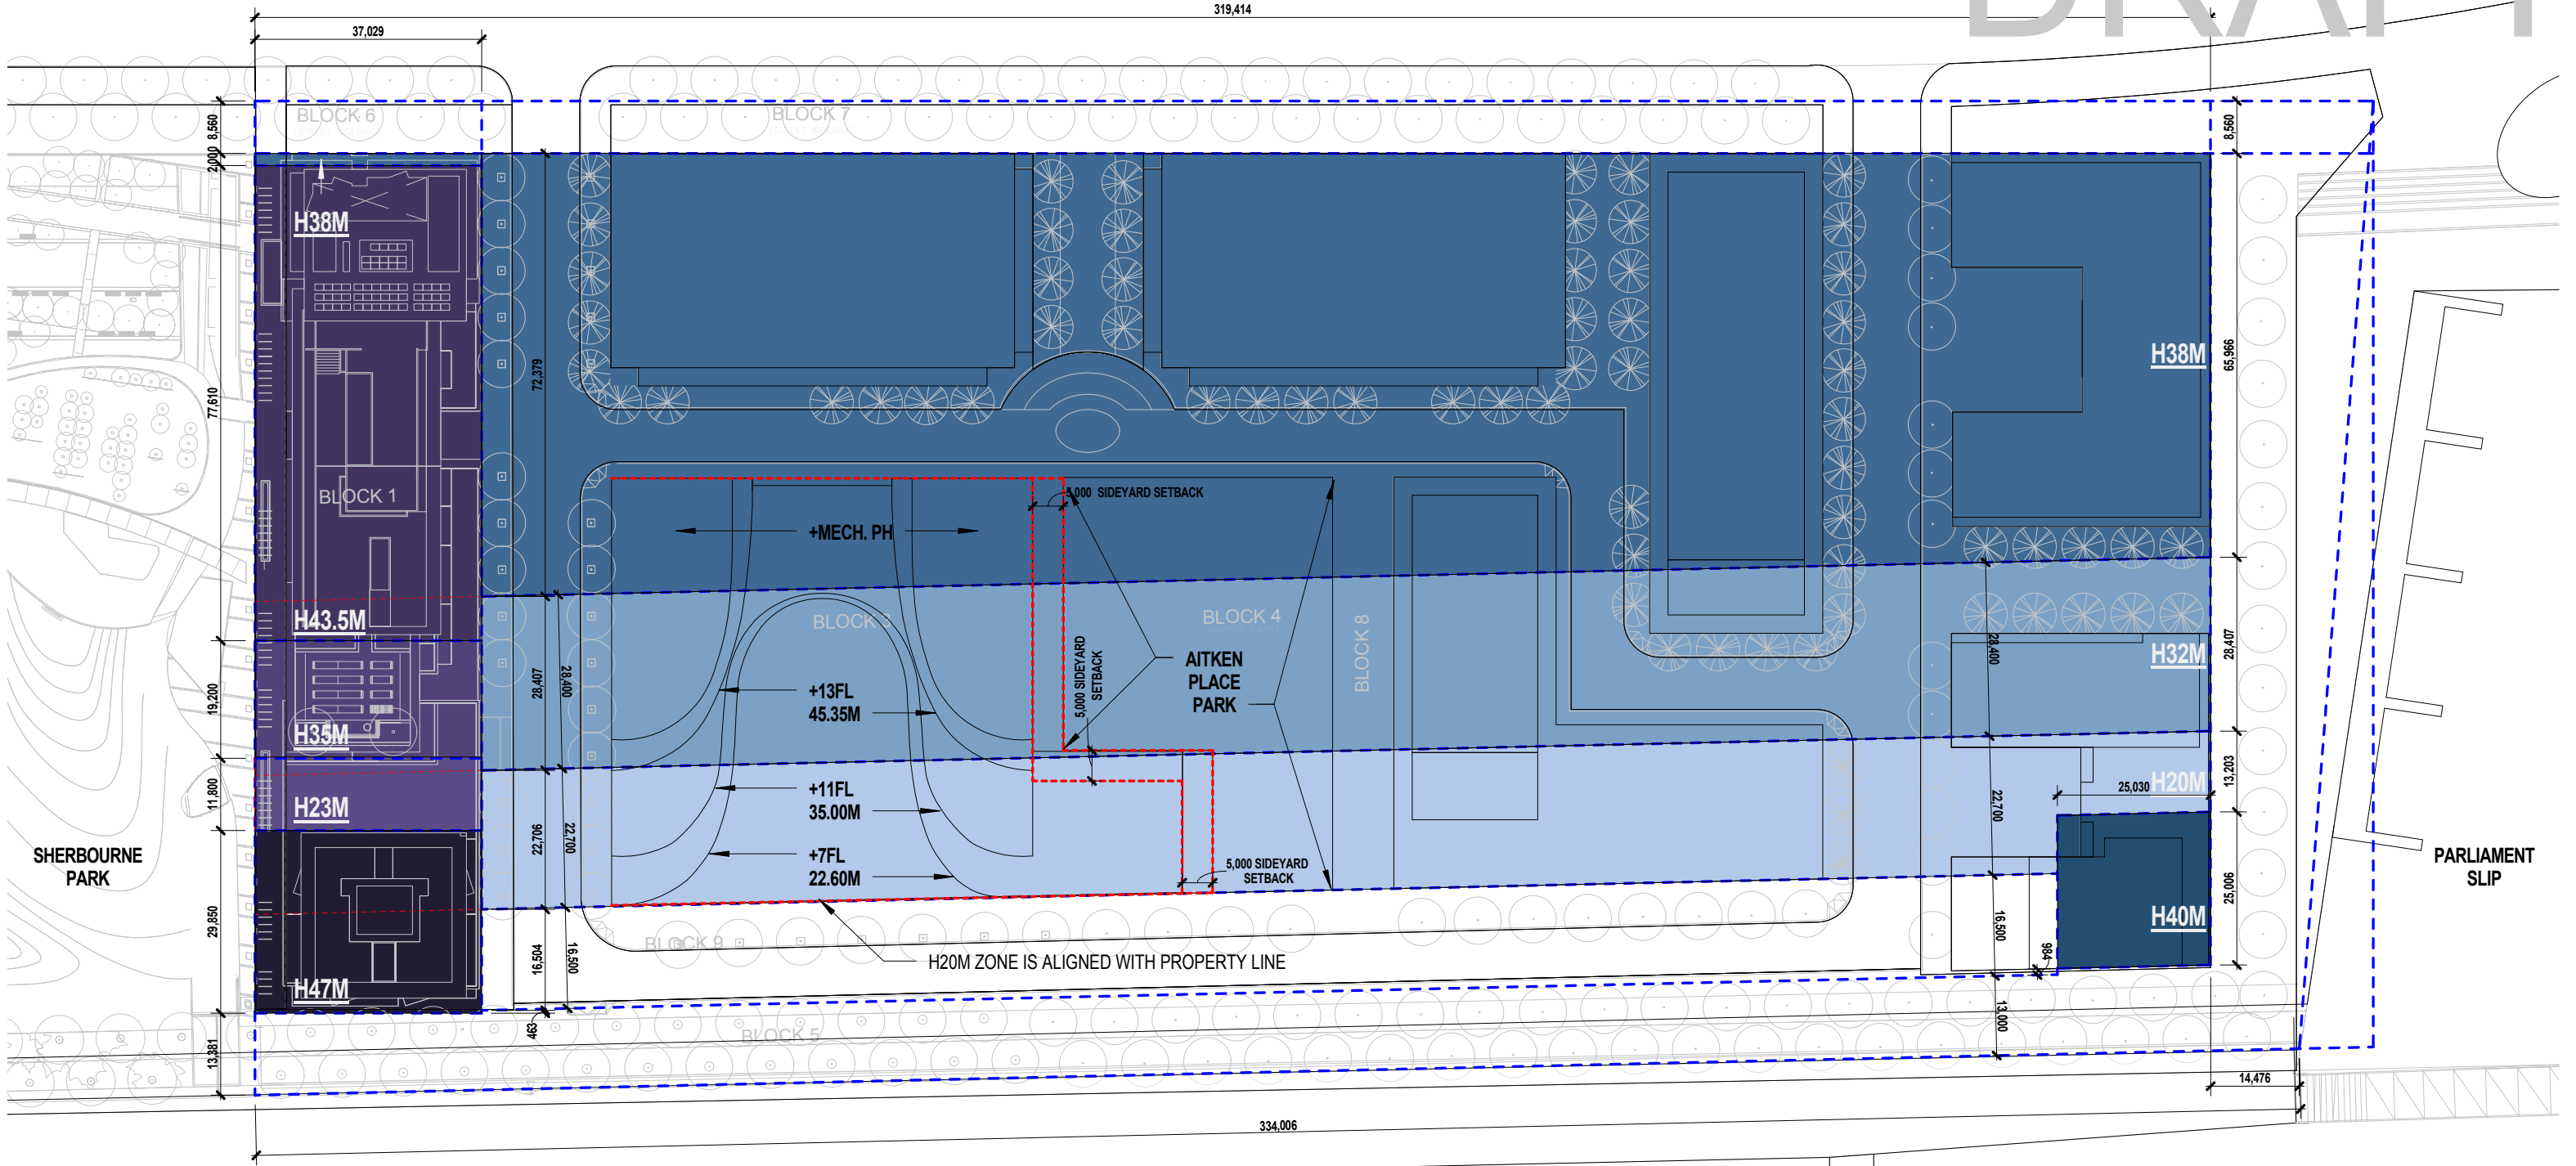 DRAFT
319,414
37,029
BLOCK 6
BLOCK 7
8,560
2,000
77,610
19,200
11,800
29,850
13,381
H38M
BLOCK 1
H43.5M
H35M
H23M
H47M
SHERBOURNE
PARK
72,379
28,407
28,400
22,706
22,700
16,504
16,500
463
5,000 SIDEYARD SETBACK
+MECH. PH
BLOCK 3
BLOCK 4
BLOCK 8
5,000 SIDEYARD
SETBACK
AITKEN
PLACE
PARK
+13FL
45.35M
+11FL
35.00M
+7FL
22.60M
5,000 SIDEYARD
SETBACK
BLOCK 9
H20M ZONE IS ALIGNED WITH PROPERTY LINE
BLOCK 5
8,560
65,966
28,407
13,203
25,006
H38M
H32M
H20M
H40M
28,400
22,700
25,030
16,500
984
13,000
PARLIAMENT
SLIP
14,476
334,006